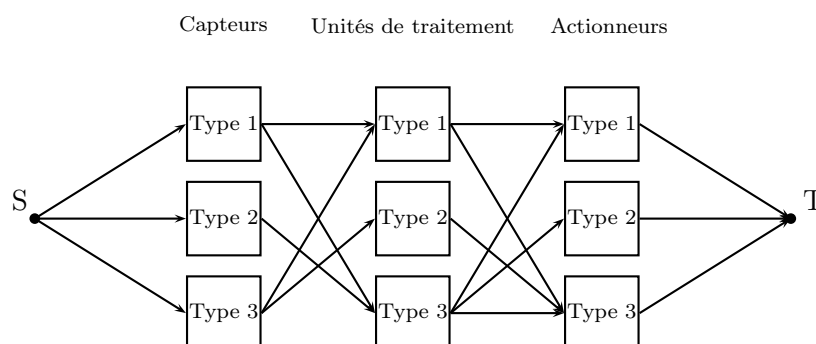 Capteurs Unités de traitement Actionneurs
Type 1 Type 1 Type 1
S T
Type 2 Type 2 Type 2
Type 3 Type 3 Type 3